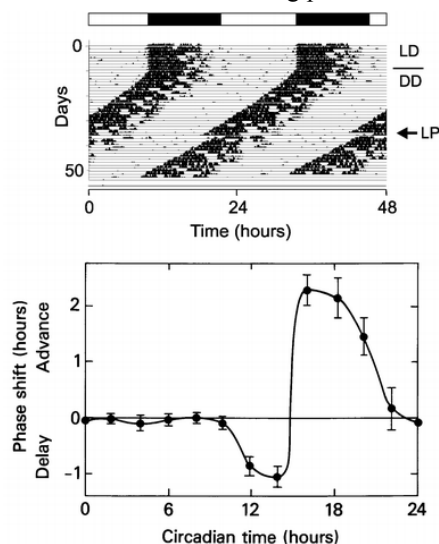 0
LD
DD
Days
LP
50
0
24
48
Time (hours)
Phase shift (hours)
Delay
Advance
2
1
0
-1
0
6
12
18
24
Circadian time (hours)